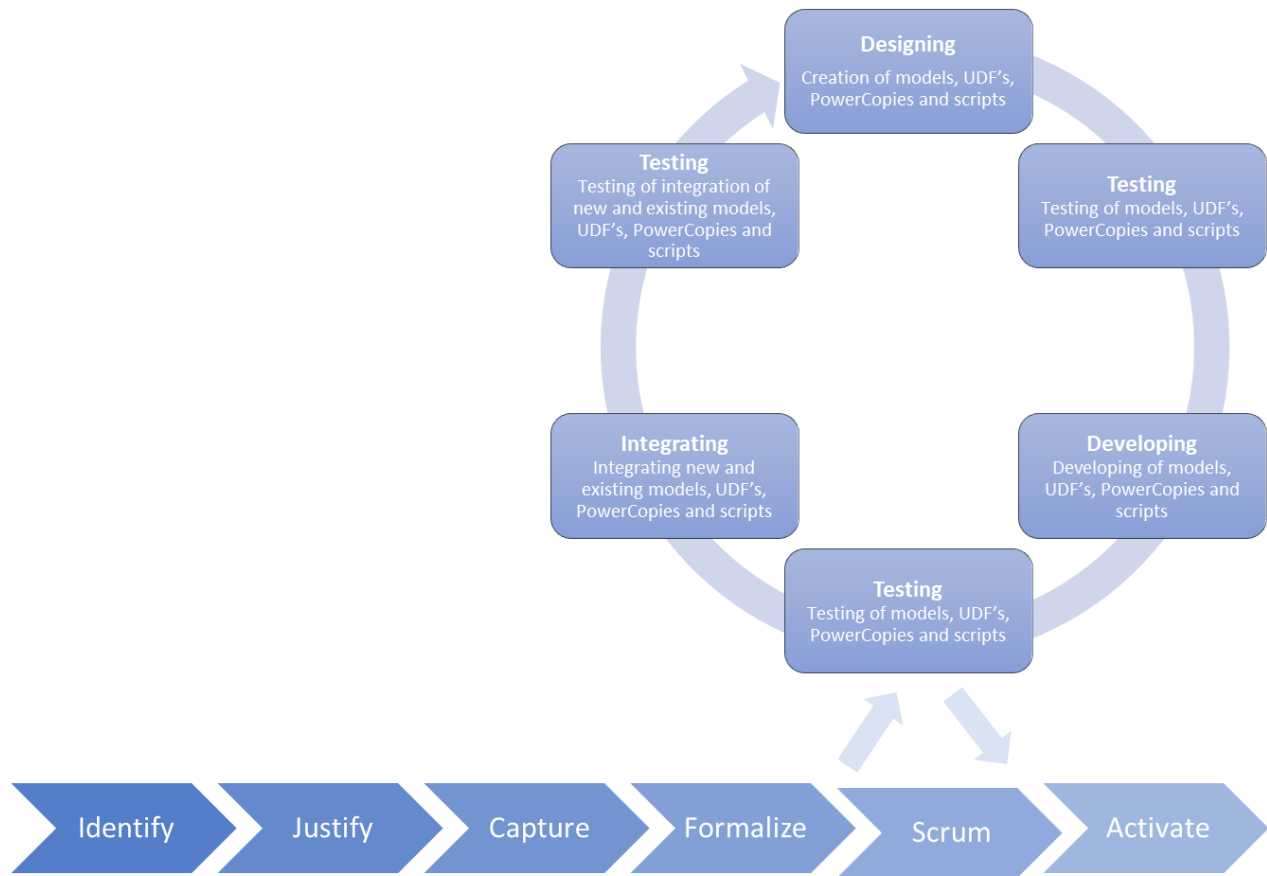 Designing
Creation of models, UDF’s,
PowerCopies and scripts
Testing
Testing of integration of
new and existing models,
UDF’s, PowerCopies and
scripts
Testing
Testing of models, UDF’s,
PowerCopies and scripts
Integrating
Integrating new and
existing models, UDF’s,
PowerCopies and scripts
Developing
Developing of models,
UDF’s, PowerCopies and
scripts
Testing
Testing of models, UDF’s,
PowerCopies and scripts
Identify
Justify
Capture
Formalize
Scrum
Activate